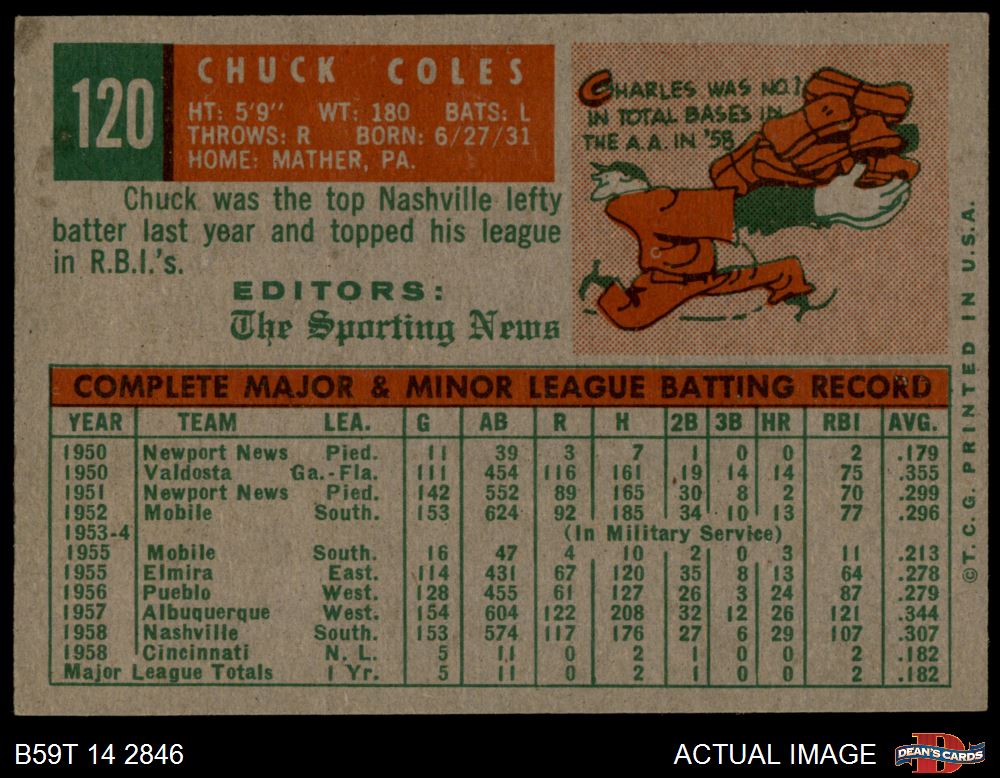 120
CHUCK COLES
HT: 5'9" WT: 180 BATS: L
THROWS: R BORN: 6/27/31
HOME: MATHER, PA.
CHARLES WAS NO.1
IN TOTAL BASES IN
THE A.A. IN '58
Chuck was the top Nashville lefty
batter last year and topped his league
in R.B.I.'s.
EDITORS:
The Sporting News
COMPLETE MAJOR & MINOR LEAGUE BATTING RECORD
YEAR TEAM LEA. G AB R H 2B 3B HR RBI AVG.
1950 Newport News Pied. 11 39 3 7 1 0 0 2 .179
1950 Valdosta Ga.-Fla. 111 454 116 161 19 14 14 75 .355
1951 Newport News Pied. 142 552 89 165 30 8 2 70 .299
1952 Mobile South. 153 624 92 185 34 10 13 77 .296
1953-4 (In Military Service)
1955 Mobile South. 16 47 4 10 2 0 3 11 .213
1955 Elmira East. 114 431 67 120 35 8 13 64 .278
1956 Pueblo West. 128 455 61 127 26 3 24 87 .279
1957 Albuquerque West. 154 604 122 208 32 12 26 121 .344
1958 Nashville South. 153 574 117 176 27 6 29 107 .307
1958 Cincinnati N. L. 5 11 0 2 1 0 0 2 .182
Major League Totals 1 Yr. 5 11 0 2 1 0 0 2 .182
©T.C.G. PRINTED IN U.S.A.
B59T 14 2846
ACTUAL IMAGE
DEAN'S CARDS